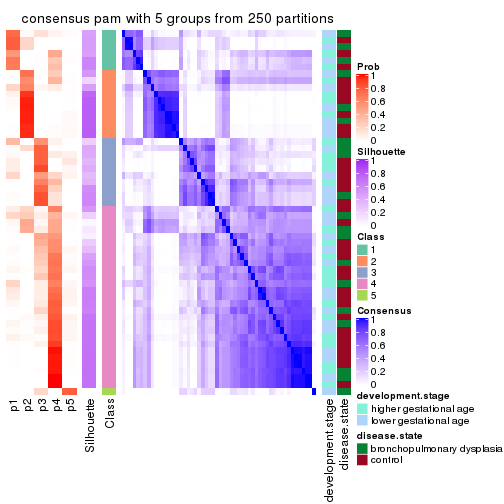 consensus pam with 5 groups from 250 partitions
Prob
1
0.8
0.6
0.4
0.2
0
Silhouette
1
0.8
0.6
0.4
0.2
0
Class
1
2
3
4
5
Consensus
1
0.8
0.6
0.4
0.2
0
development.stage
higher gestational age
lower gestational age
disease.state
bronchopulmonary dysplasia
control
p1
p2
p3
p4
p5
Silhouette
Class
development.stage
disease.state